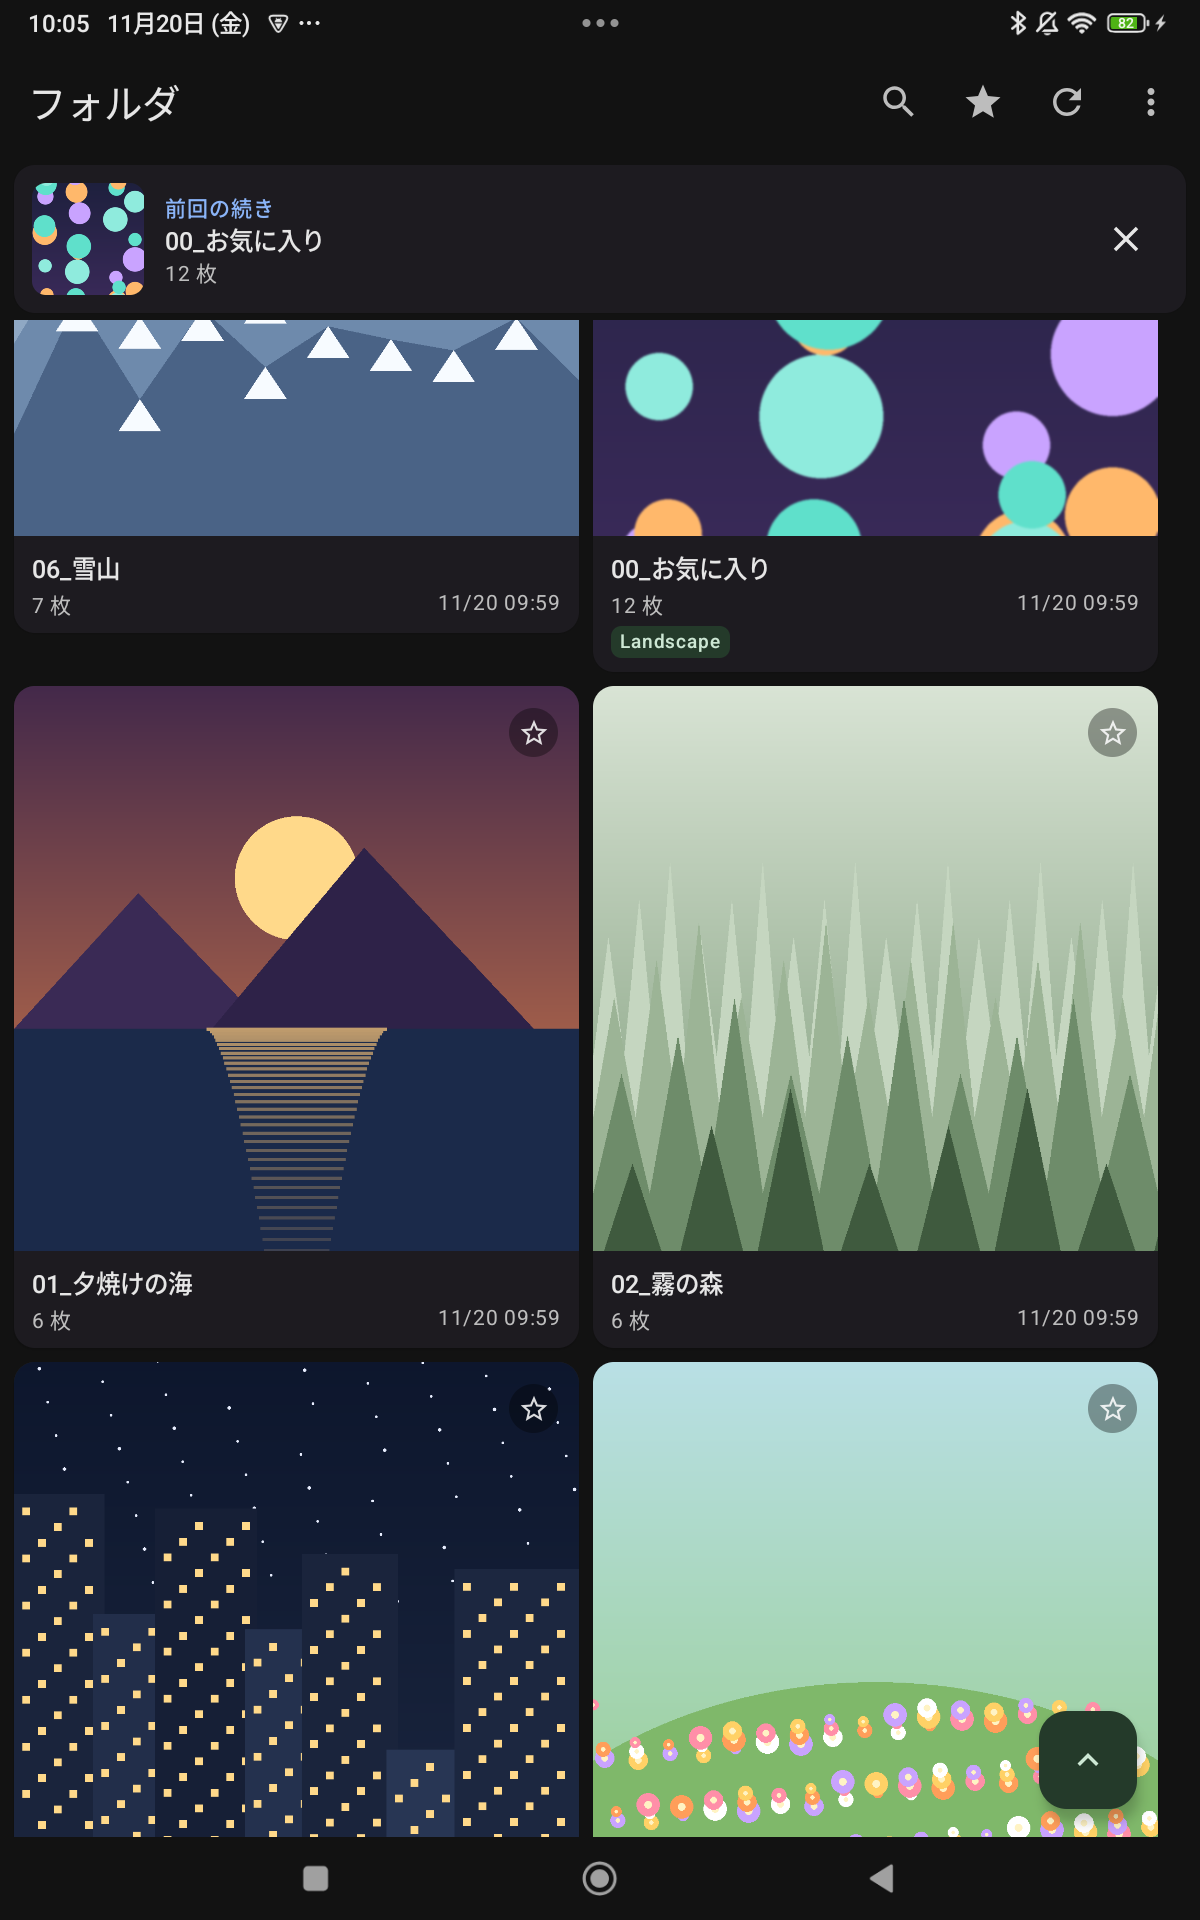 10:05 11月20日 (金)
82
フォルダ
前回の続き
00_お気に入り
12 枚
06_雪山
7 枚
11/20 09:59
00_お気に入り
12 枚
11/20 09:59
Landscape
01_夕焼けの海
6 枚
11/20 09:59
02_霧の森
6 枚
11/20 09:59